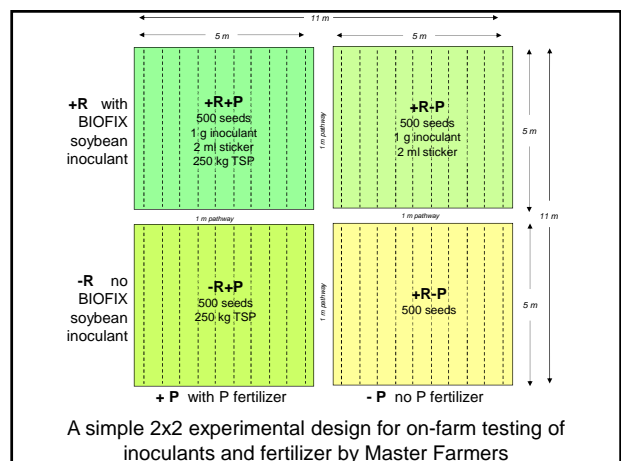 11 m
5 m
5 m
+R with
BIOFIX
soybean
inoculant
+R+P
500 seeds
1 g inoculant
2 ml sticker
250 kg TSP
1 m pathway
+R-P
500 seeds
1 g inoculant
2 ml sticker
5 m
1 m pathway
1 m pathway
11 m
-R no
BIOFIX
soybean
inoculant
-R+P
500 seeds
250 kg TSP
1 m pathway
+R-P
500 seeds
5 m
+ P with P fertilizer
- P no P fertilizer
A simple 2x2 experimental design for on-farm testing of
inoculants and fertilizer by Master Farmers